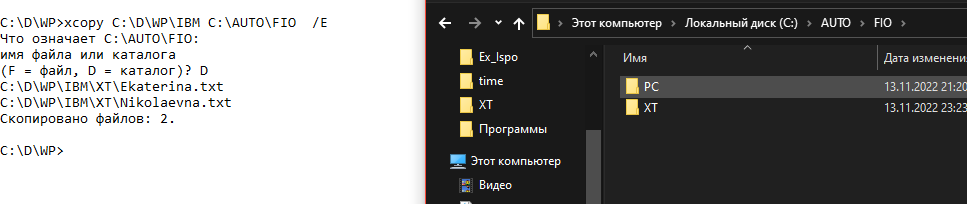 C:\D\WP>xcopy C:\D\WP\IBM C:\AUTO\FIO  /E
Что означает C:\AUTO\FIO:
имя файла или каталога
(F = файл, D = каталог)? D
C:\D\WP\IBM\XT\Ekaterina.txt
C:\D\WP\IBM\XT\Nikolaevna.txt
Скопировано файлов: 2.
C:\D\WP>
Этот компьютер > Локальный диск (C:) > AUTO > FIO >
Ex_lspo
time
XT
Программы
Этот компьютер
Видео
Имя Дата изменени
PC 13.11.2022 21:20
XT 13.11.2022 23:23